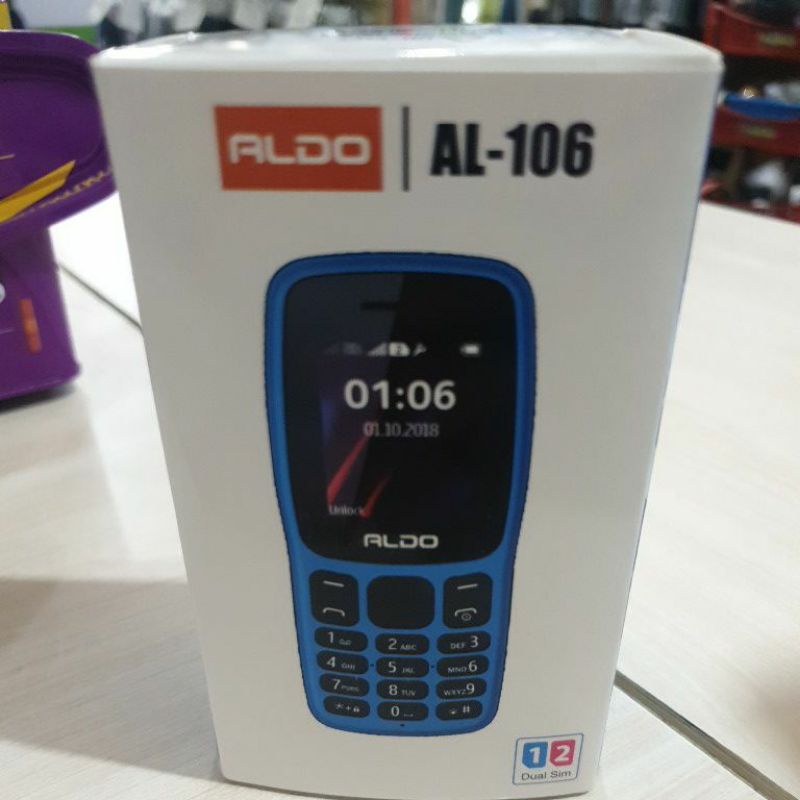 ALDO | AL-106
01:06
01.10.2018
Unlock
ALDO
1
2 ABC
DEF 3
4 GHI
5 JKL
MNO 6
7 PQRS
8 TUV
WXYZ 9
*+
0
#
1 2
Dual Sim